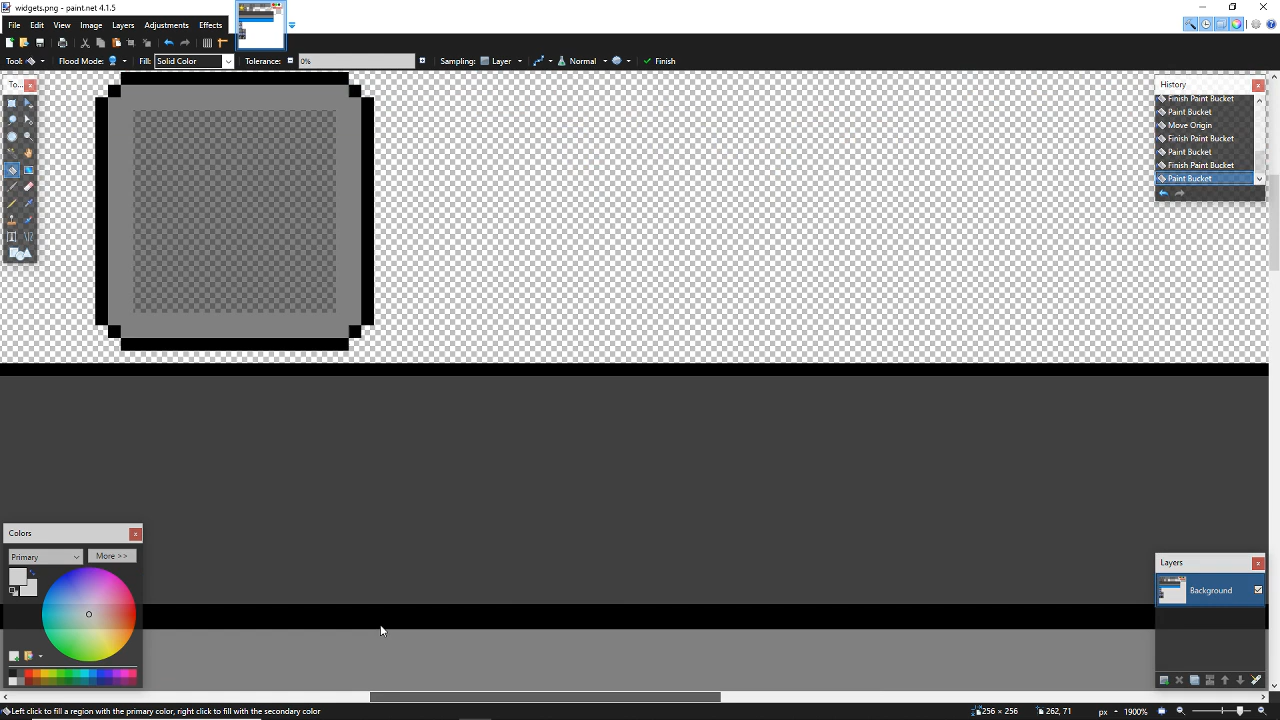 widgets.png - paint.net 4.1.5
File Edit View Image Layers Adjustments Effects
Tool: Flood Mode: Fill: Solid Color Tolerance: 0% Sampling: Layer Normal Finish
To...
History
Finish Paint Bucket
Paint Bucket
Move Origin
Finish Paint Bucket
Paint Bucket
Finish Paint Bucket
Paint Bucket
Colors
Primary More >>
Layers
Background
Left click to fill a region with the primary color, right click to fill with the secondary color 256 × 256 262, 71 px 1900%